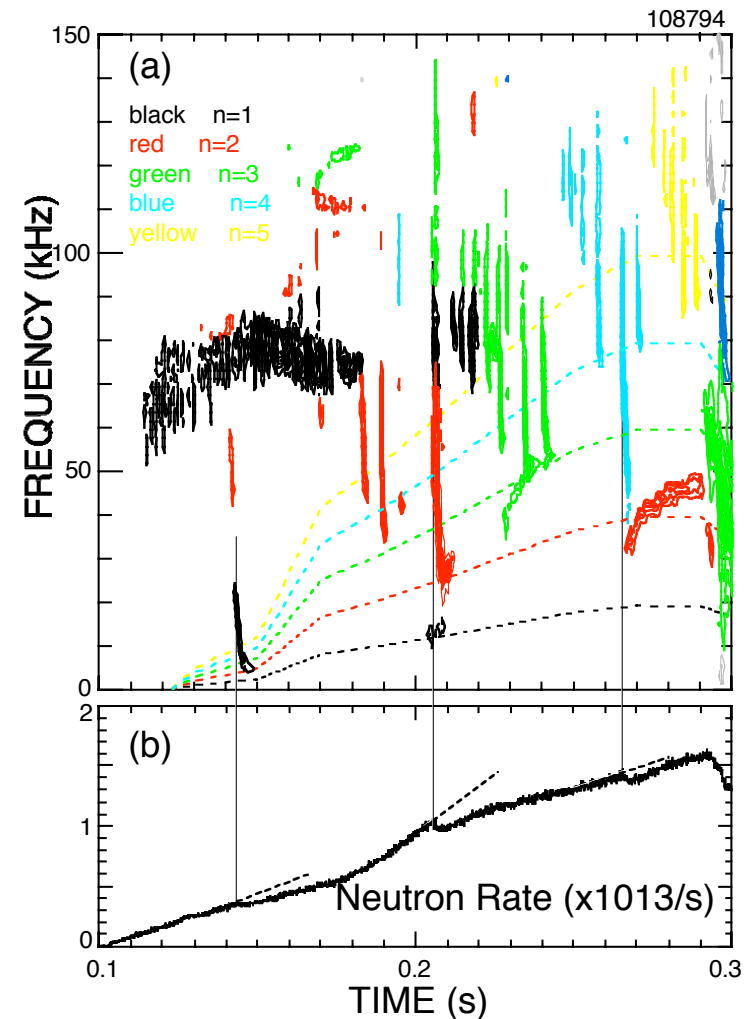 108794
150
(a)
black n=1
red n=2
green n=3
blue n=4
yellow n=5
100
50
0
FREQUENCY (kHz)
2
(b)
1
Neutron Rate (x1013/s)
0
0.1 0.2 0.3
TIME (s)